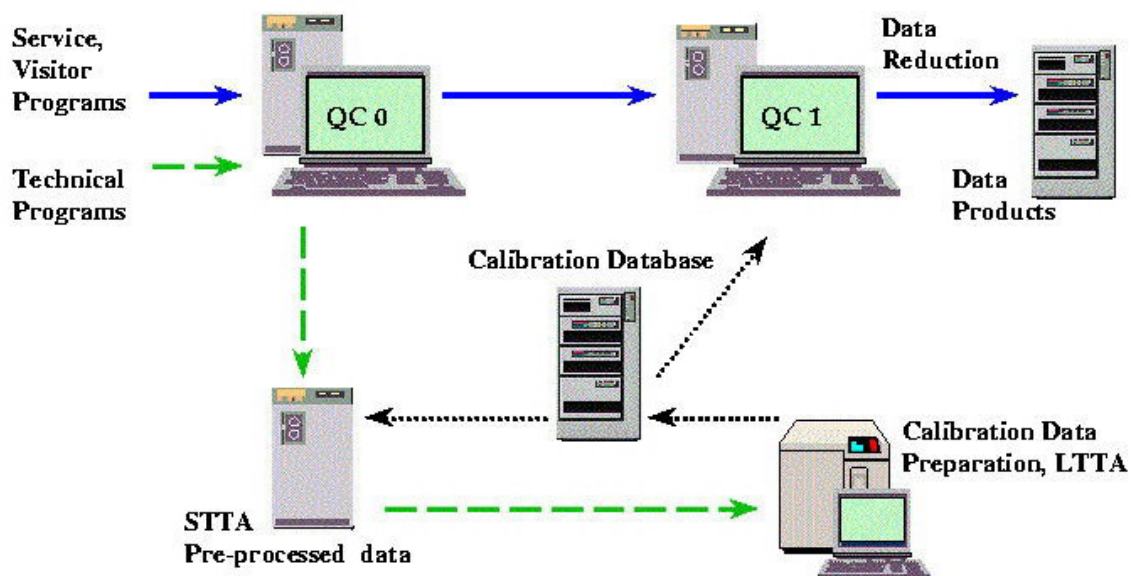 Service,
Visitor
Programs
Technical
Programs
QC 0
QC 1
Data
Reduction
Data
Products
Calibration Database
STTA
Pre-processed data
Calibration Data
Preparation, LTTA